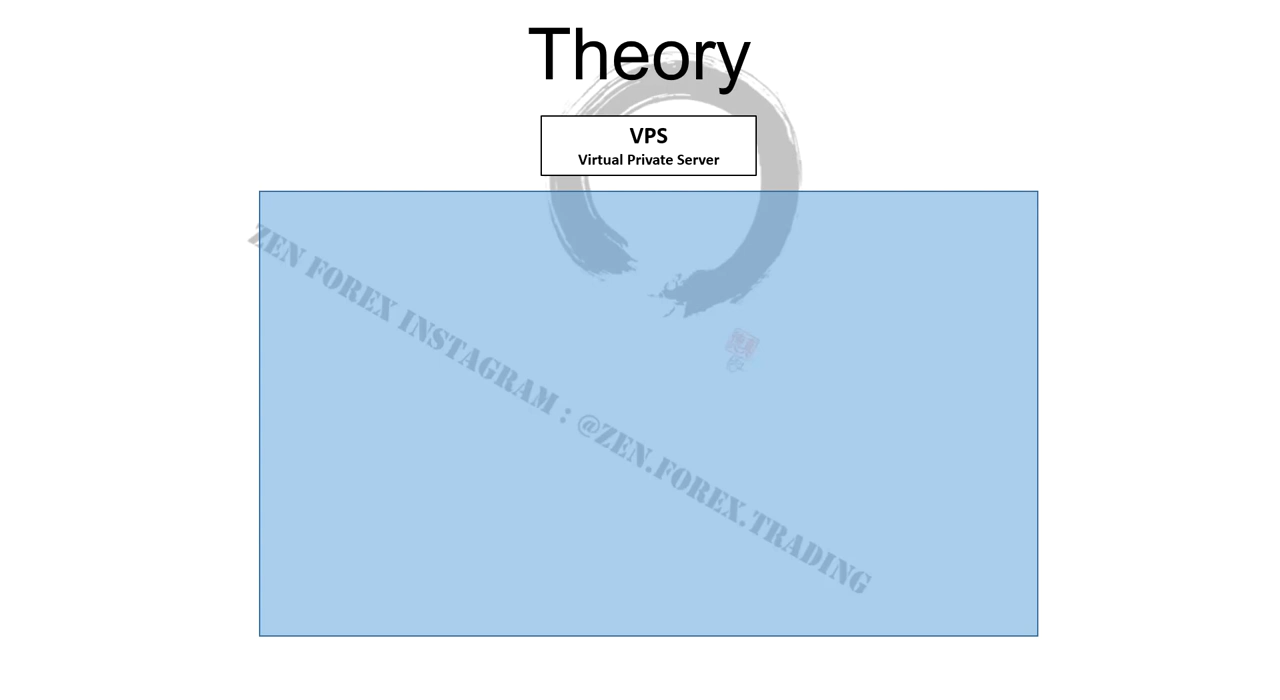 Theory
VPS
Virtual Private Server
ZEN FOREX INSTAGRAM : @ZEN.FOREX.TRADING